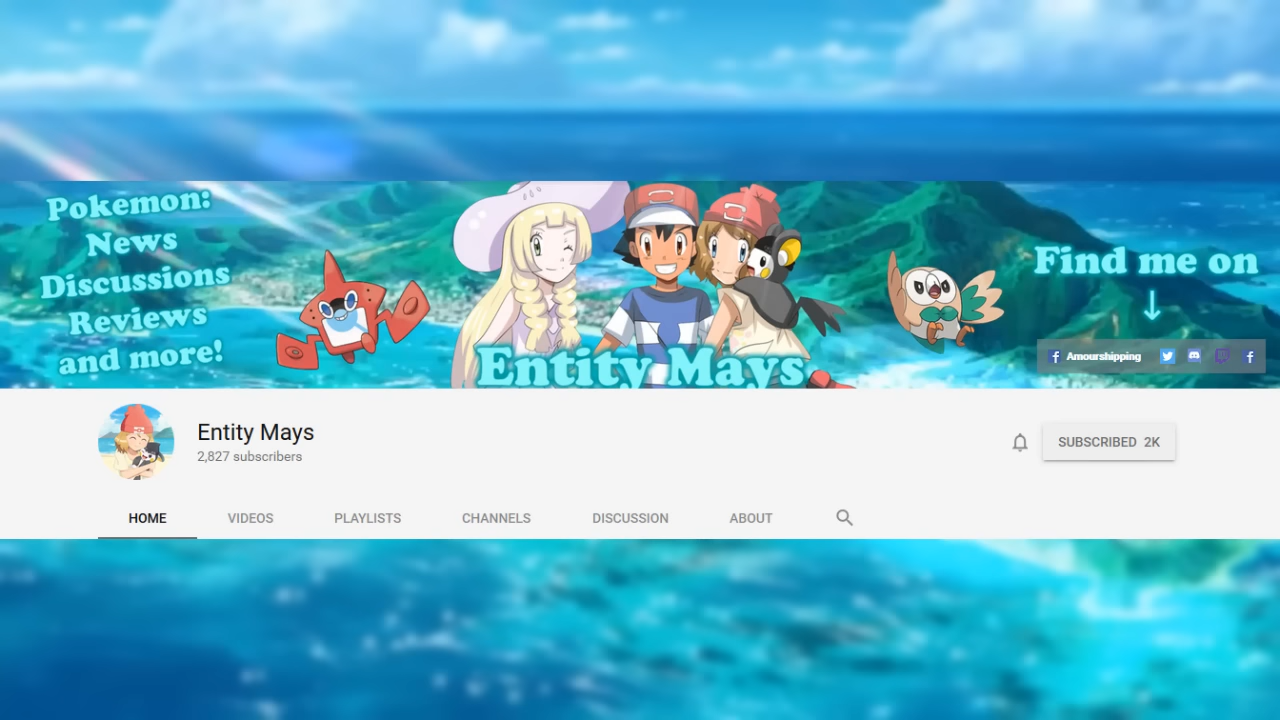 Pokemon:
News
Discussions
Reviews
and more!
Entity Mays
Find me on
↓
Amourshipping
Entity Mays
2,827 subscribers
SUBSCRIBED 2K
HOME VIDEOS PLAYLISTS CHANNELS DISCUSSION ABOUT